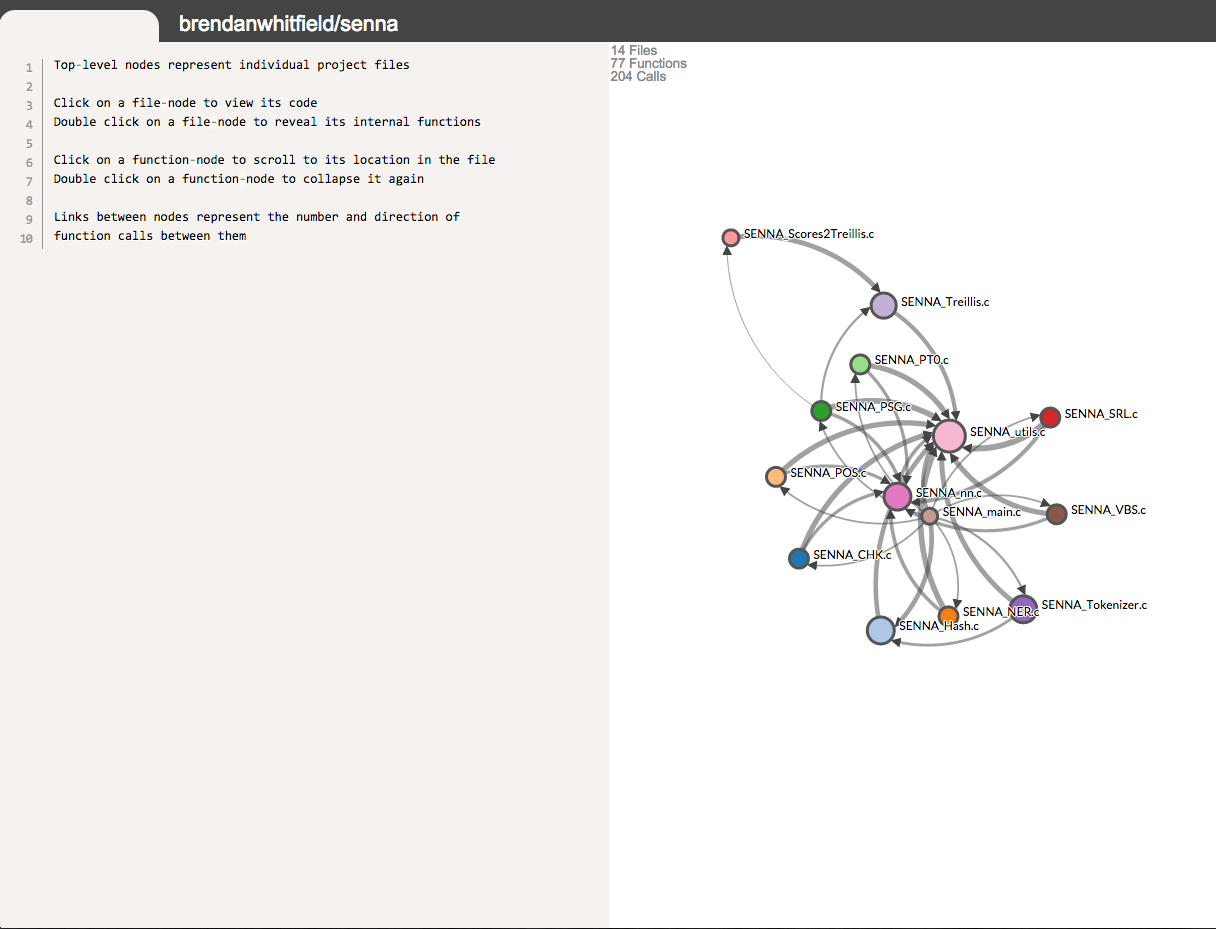 brendanwhitfield/senna
1 Top-level nodes represent individual project files
2
3 Click on a file-node to view its code
4 Double click on a file-node to reveal its internal functions
5
6 Click on a function-node to scroll to its location in the file
7 Double click on a function-node to collapse it again
8
9 Links between nodes represent the number and direction of
10 function calls between them
14 Files
77 Functions
204 Calls
SENNA_Scores2Treillis.c
SENNA_Treillis.c
SENNA_PT0.c
SENNA_PSG.c
SENNA_SRL.c
SENNA_utils.c
SENNA_POS.c
SENNA_nn.c
SENNA_main.c
SENNA_VBS.c
SENNA_CHK.c
SENNA_Tokenizer.c
SENNA_NER.c
SENNA_Hash.c